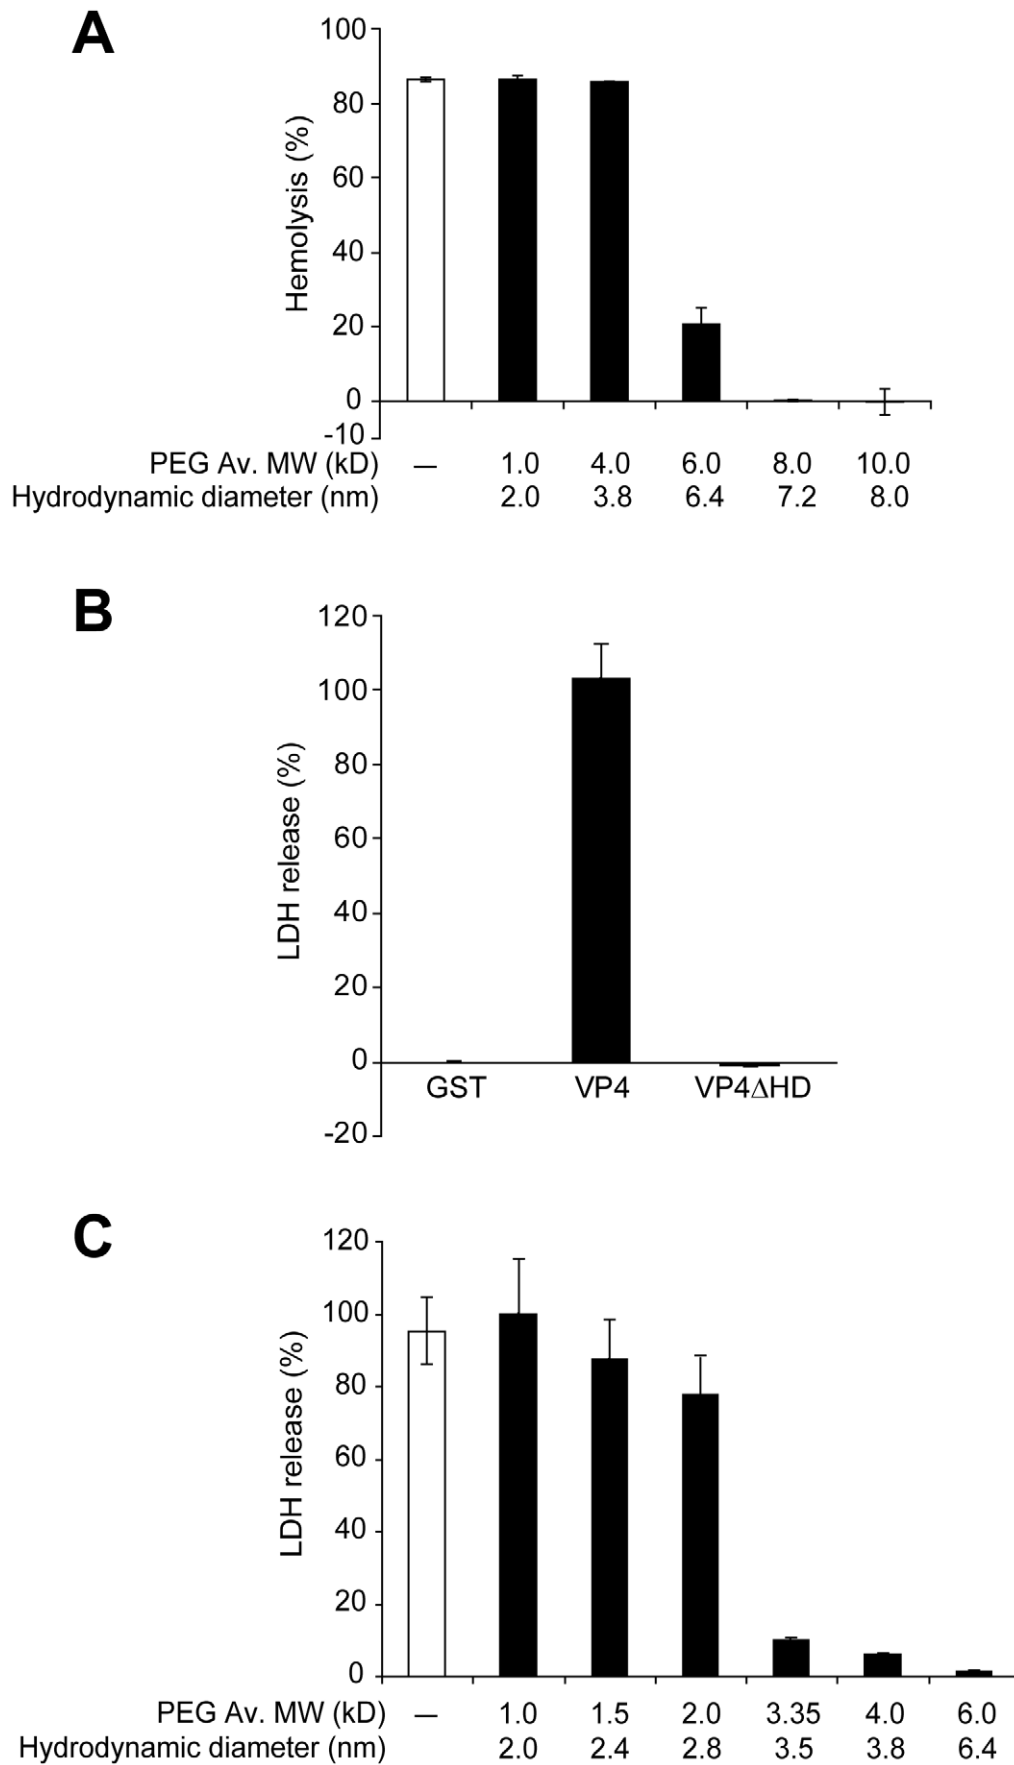 A
100
80
60
40
20
0
-10
Hemolysis (%)
PEG Av. MW (kD) — 1.0 4.0 6.0 8.0 10.0
Hydrodynamic diameter (nm) 2.0 3.8 6.4 7.2 8.0
B
120
100
80
60
40
20
0
-20
LDH release (%)
GST VP4 VP4ΔHD
C
120
100
80
60
40
20
0
LDH release (%)
PEG Av. MW (kD) — 1.0 1.5 2.0 3.35 4.0 6.0
Hydrodynamic diameter (nm) 2.0 2.4 2.8 3.5 3.8 6.4